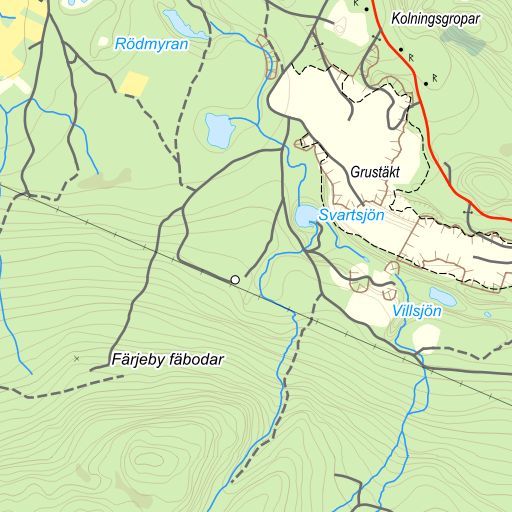 Kolningsgropar
R
Rödmyran
R
R
Grustäkt
Svartsjön
Villsjön
Färjeby fäbodar